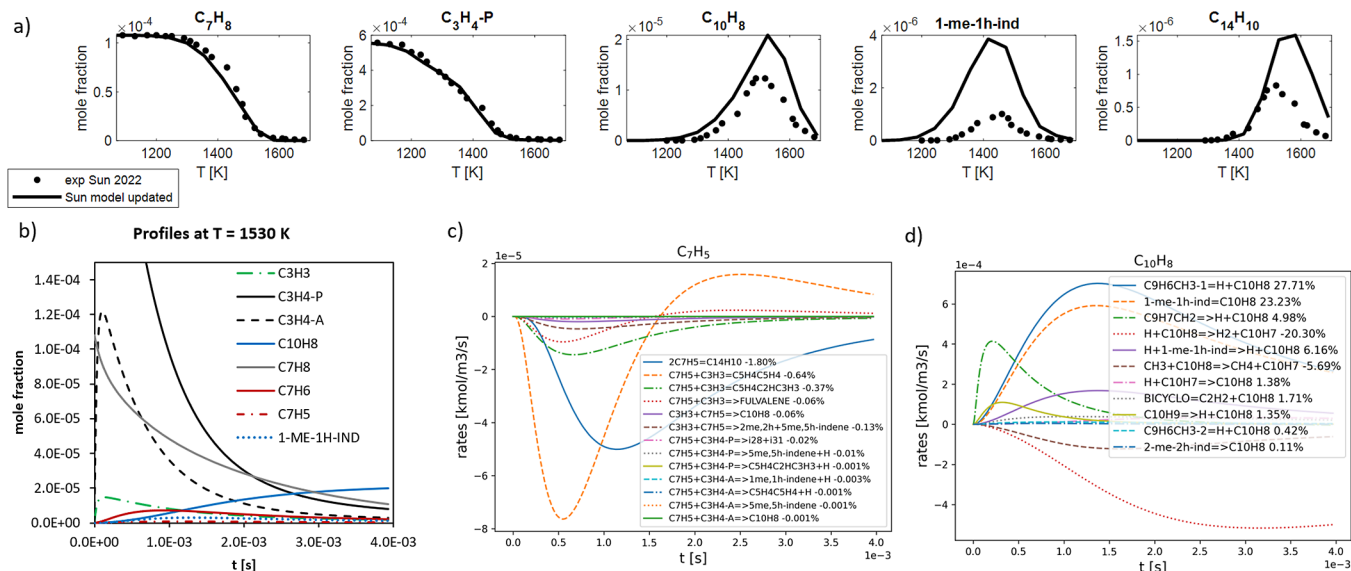 a)
C7H8
×10-4
mole fraction
1
0.5
0
1200 1400 1600
T [K]
C3H4-P
×10-4
mole fraction
6
4
2
0
1200 1400 1600
T [K]
C10H8
×10-5
mole fraction
2
1
0
1200 1400 1600
T [K]
1-me-1h-ind
×10-6
mole fraction
4
2
0
1200 1400 1600
T [K]
C14H10
×10-6
mole fraction
1.5
1
0.5
0
1200 1400 1600
T [K]
exp Sun 2022
Sun model updated
b)
Profiles at T = 1530 K
mole fraction
1.4E-04
1.2E-04
1.0E-04
8.0E-05
6.0E-05
4.0E-05
2.0E-05
0.0E+00
0.0E+00 1.0E-03 2.0E-03 3.0E-03 4.0E-03
t [s]
C3H3
C3H4-P
C3H4-A
C10H8
C7H8
C7H6
C7H5
1-ME-1H-IND
c)
C7H5
1e-5
rates [kmol/m3/s]
2
0
−2
−4
−6
−8
2C7H5=C14H10 -1.80%
C7H5+C3H3=C5H4C5H4 -0.64%
C7H5+C3H3=C5H4C2HC3H3 -0.37%
C7H5+C3H3=>FULVALENE -0.06%
C3H3+C7H5=>C10H8 -0.06%
C3H3+C7H5=>2me,2h+5me,5h-indene -0.13%
C7H5+C3H4-P=>i28+i31 -0.02%
C7H5+C3H4-P=>5me,5h-indene+H -0.01%
C7H5+C3H4-P=>C5H4C2HC3H3+H -0.001%
C7H5+C3H4-A=>1me,1h-indene+H -0.003%
C7H5+C3H4-A=>C5H4C5H4+H -0.001%
C7H5+C3H4-A=>5me,5h-indene -0.001%
C7H5+C3H4-A=>C10H8 -0.001%
0.0 0.5 1.0 1.5 2.0 2.5 3.0 3.5 4.0
1e-3
t [s]
d)
C10H8
1e-4
rates [kmol/m3/s]
6
4
2
0
−2
−4
C9H6CH3-1=H+C10H8 27.71%
1-me-1h-ind=C10H8 23.23%
C9H7CH2=>H+C10H8 4.98%
H+C10H8=>H2+C10H7 -20.30%
H+1-me-1h-ind=>H+C10H8 6.16%
CH3+C10H8=>CH4+C10H7 -5.69%
H+C10H7=>C10H8 1.38%
BICYCLO=C2H2+C10H8 1.71%
C10H9=>H+C10H8 1.35%
C9H6CH3-2=H+C10H8 0.42%
2-me-2h-ind=>C10H8 0.11%
0.0 0.5 1.0 1.5 2.0 2.5 3.0 3.5 4.0
1e-3
t [s]